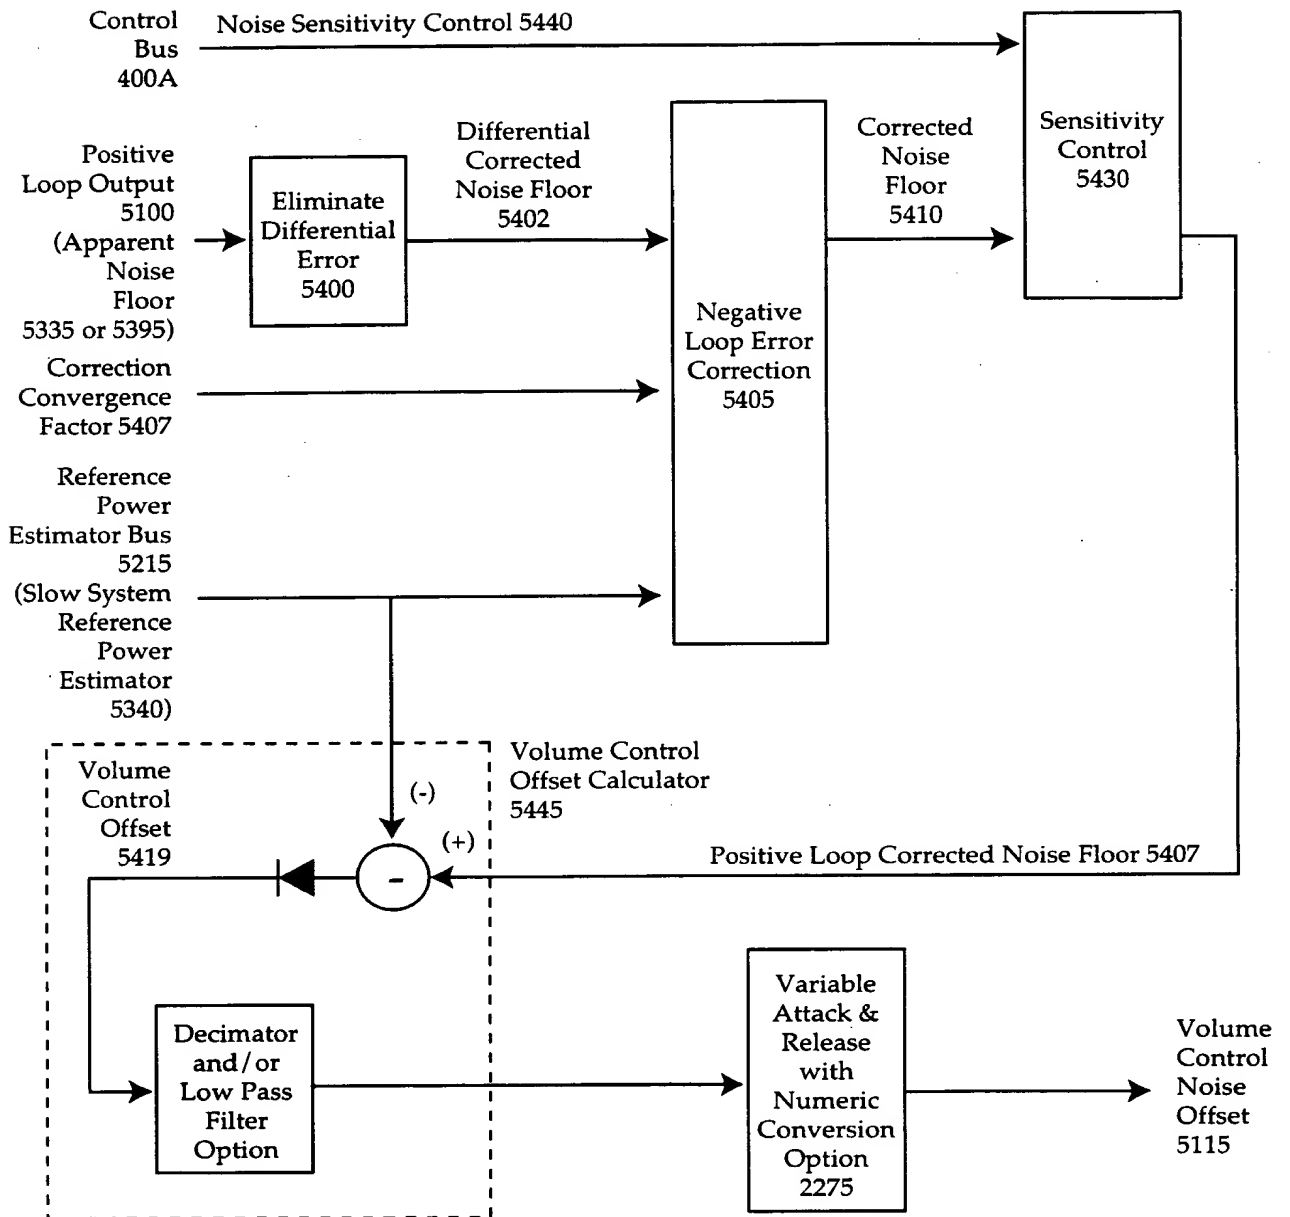 Control
Bus
400A
Noise Sensitivity Control 5440
Sensitivity
Control
5430
Positive
Loop Output
5100
(Apparent
Noise
Floor
5335 or 5395)
Eliminate
Differential
Error
5400
Differential
Corrected
Noise Floor
5402
Corrected
Noise
Floor
5410
Negative
Loop Error
Correction
5405
Correction
Convergence
Factor 5407
Reference
Power
Estimator Bus
5215
(Slow System
Reference
Power
Estimator
5340)
Volume
Control
Offset
5419
Volume Control
Offset Calculator
5445
(-)
(+)
-
Positive Loop Corrected Noise Floor 5407
Decimator
and/or
Low Pass
Filter
Option
Variable
Attack &
Release
with
Numeric
Conversion
Option
2275
Volume
Control
Noise
Offset
5115